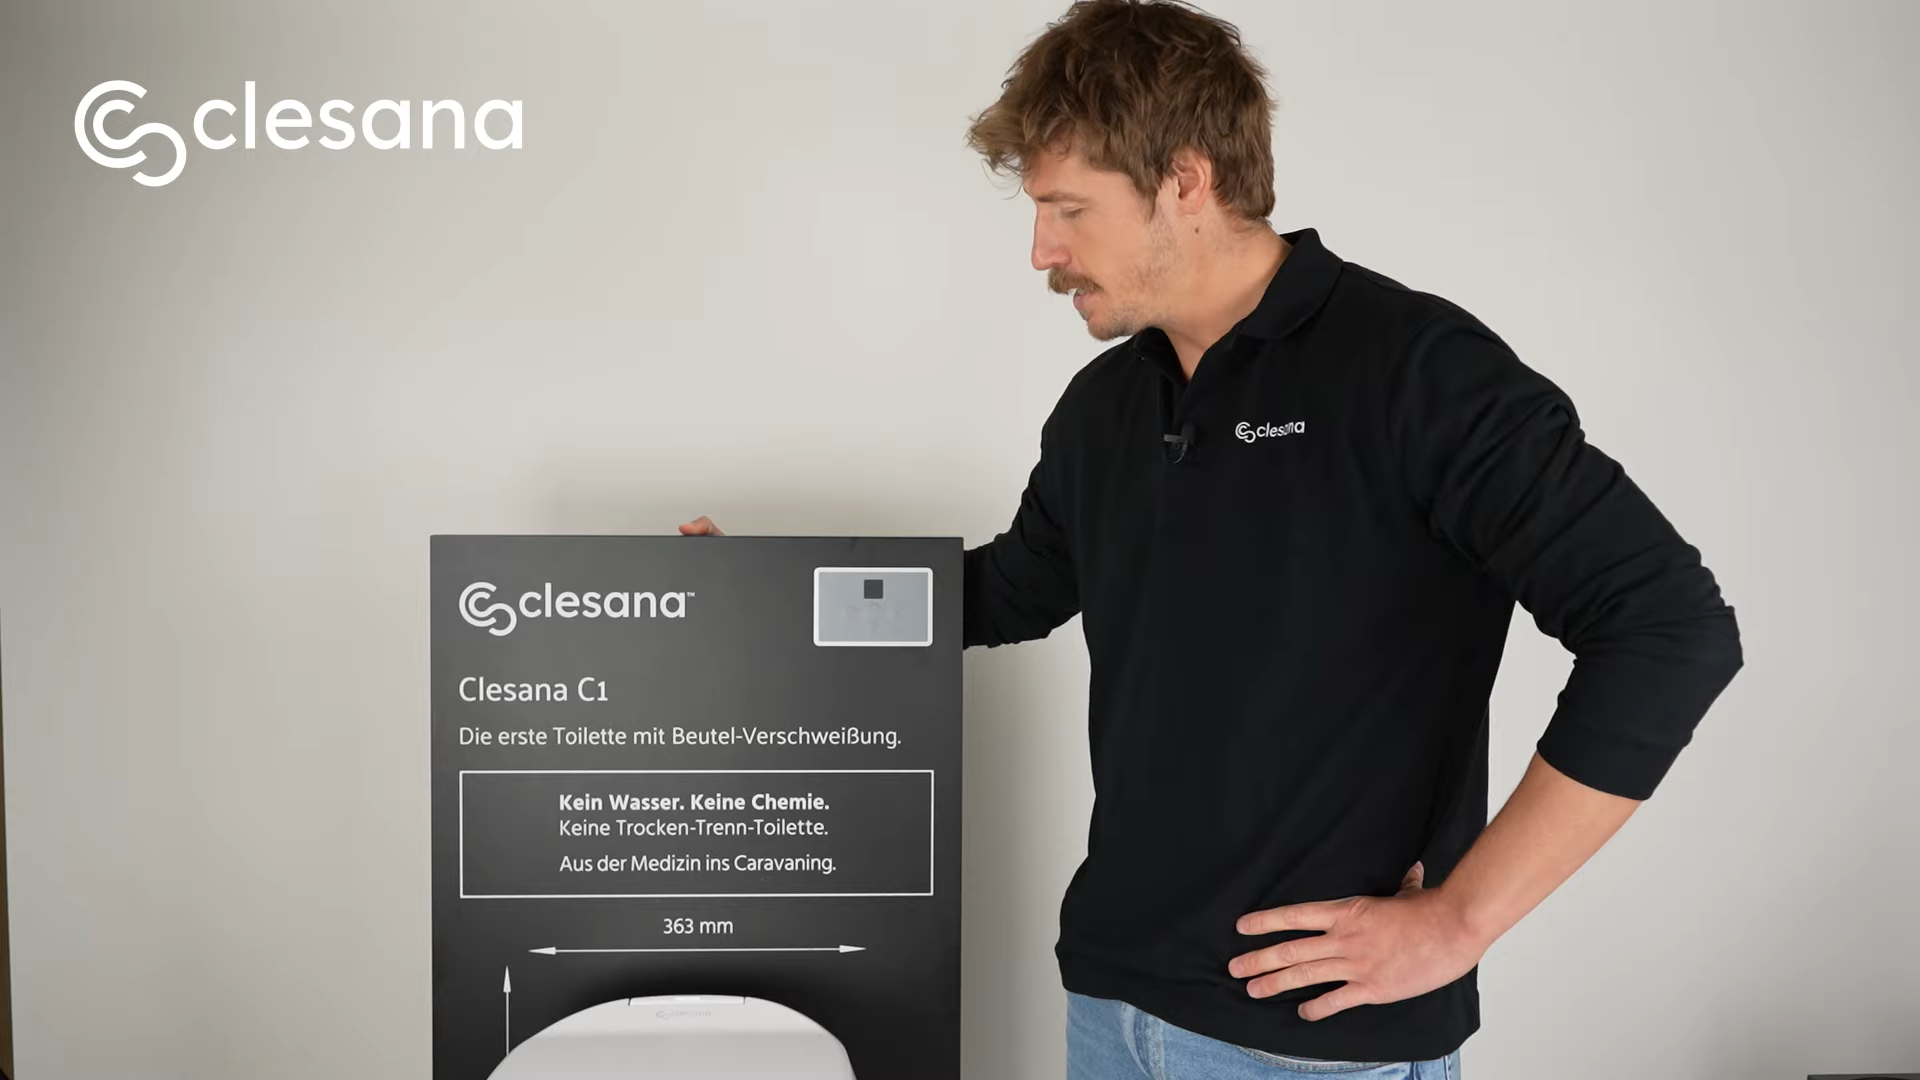 clesana
clesana
clesana™
Clesana C1
Die erste Toilette mit Beutel-Verschweißung.
Kein Wasser. Keine Chemie.
Keine Trocken-Trenn-Toilette.
Aus der Medizin ins Caravaning.
363 mm
clesana